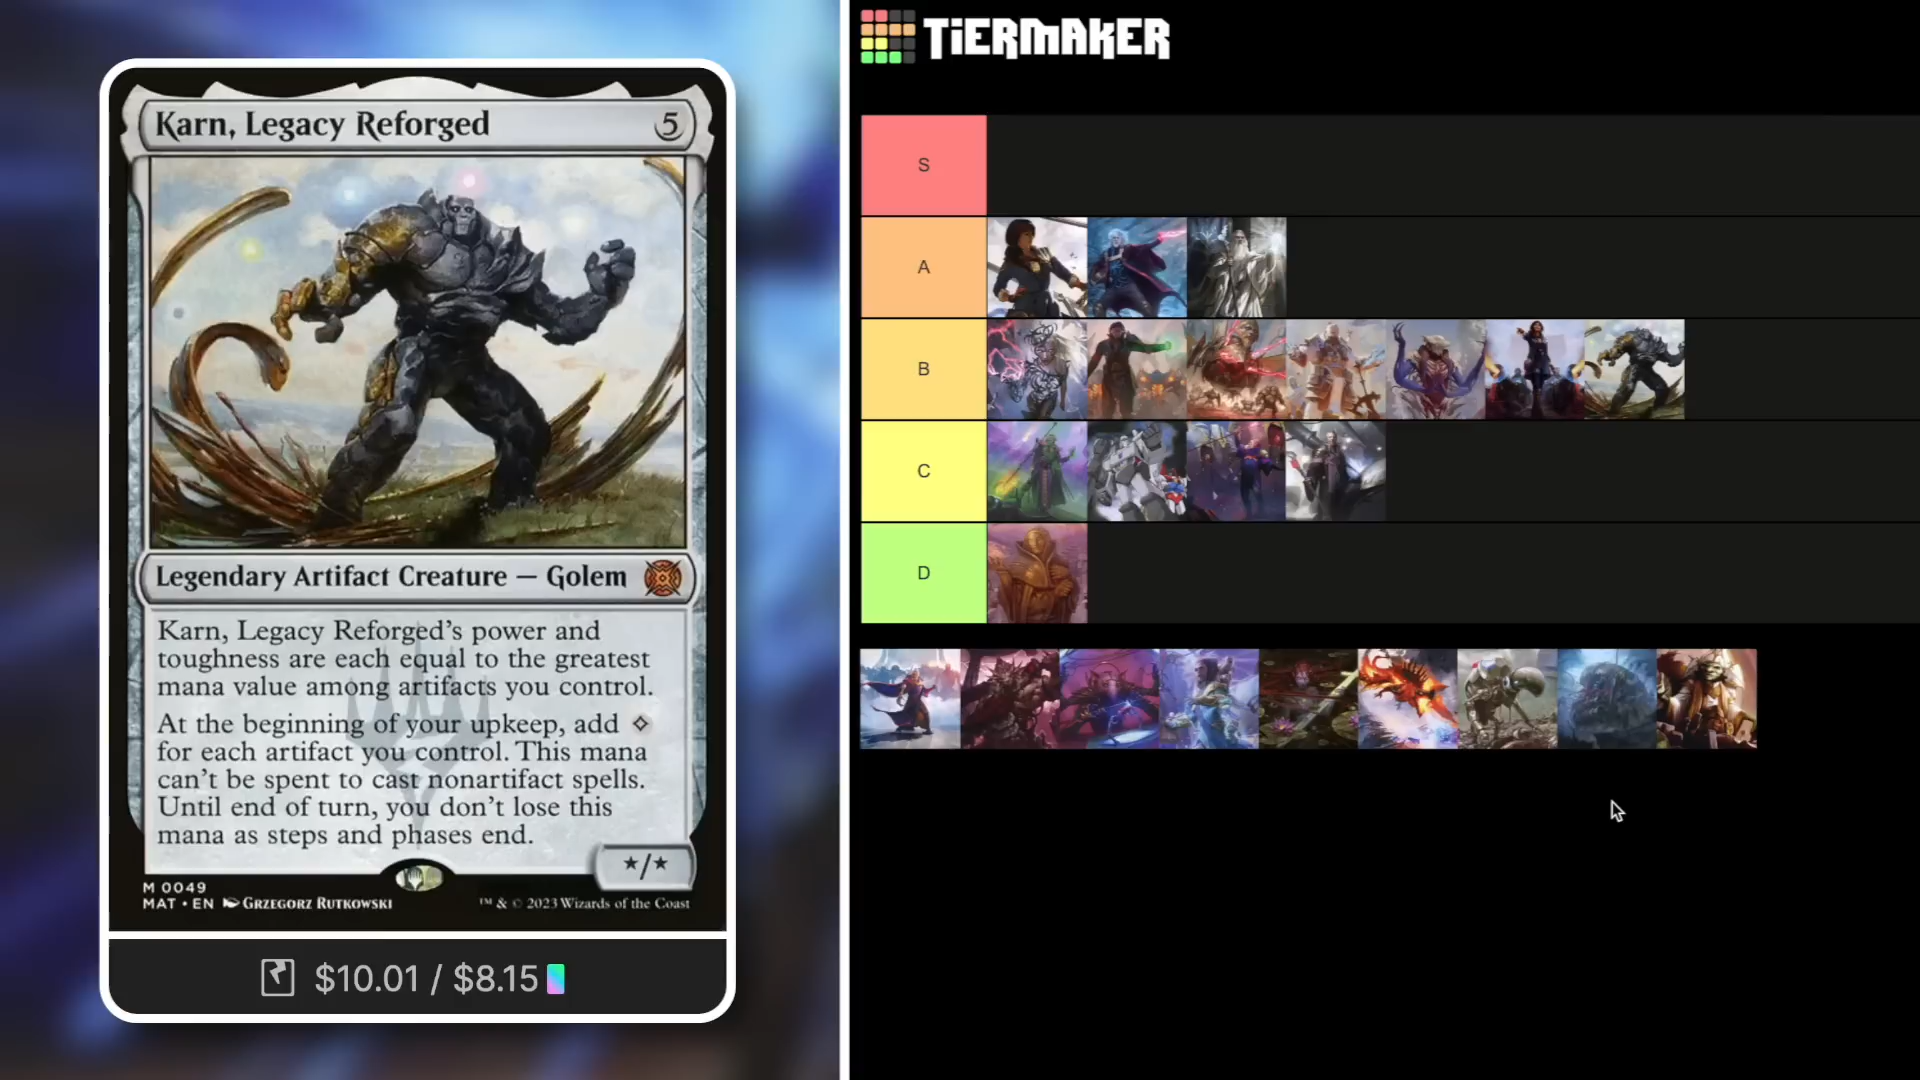 Karn, Legacy Reforged 5
Legendary Artifact Creature — Golem
Karn, Legacy Reforged's power and
toughness are each equal to the greatest
mana value among artifacts you control.
At the beginning of your upkeep, add
for each artifact you control. This mana
can't be spent to cast nonartifact spells.
Until end of turn, you don't lose this
mana as steps and phases end.
★/★
M 0049
MAT • EN GRZEGORZ RUTKOWSKI
™ & © 2023 Wizards of the Coast
$10.01 / $8.15
TiERMAKER
S
A
B
C
D